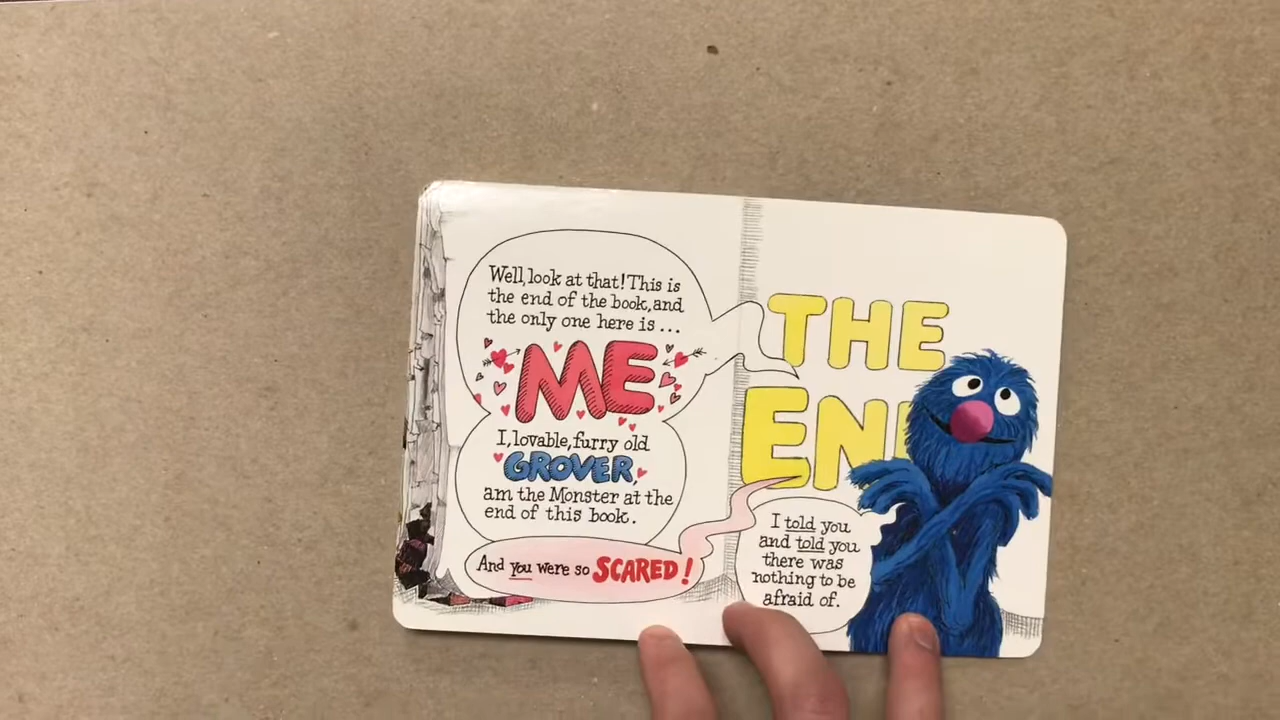 Well, look at that! This is
the end of the book, and
the only one here is...
ME
I, lovable, furry old
GROVER,
am the Monster at the
end of this book.
And you were so SCARED!
THE
EN
I told you
and told you
there was
nothing to be
afraid of.